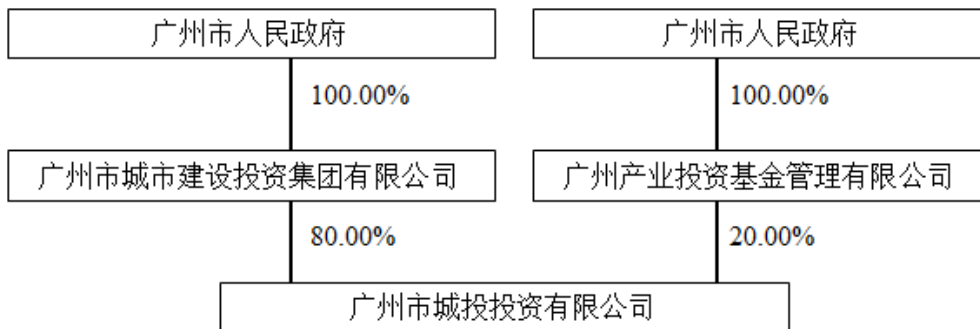 广州市人民政府
广州市人民政府
100.00%
100.00%
广州市城市建设投资集团有限公司
广州产业投资基金管理有限公司
80.00%
20.00%
广州市城投投资有限公司